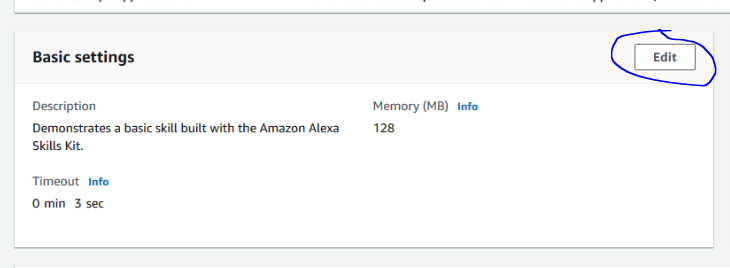 Basic settings
Edit
Description
Memory (MB) Info
Demonstrates a basic skill built with the Amazon Alexa
Skills Kit.
128
Timeout Info
0 min 3 sec